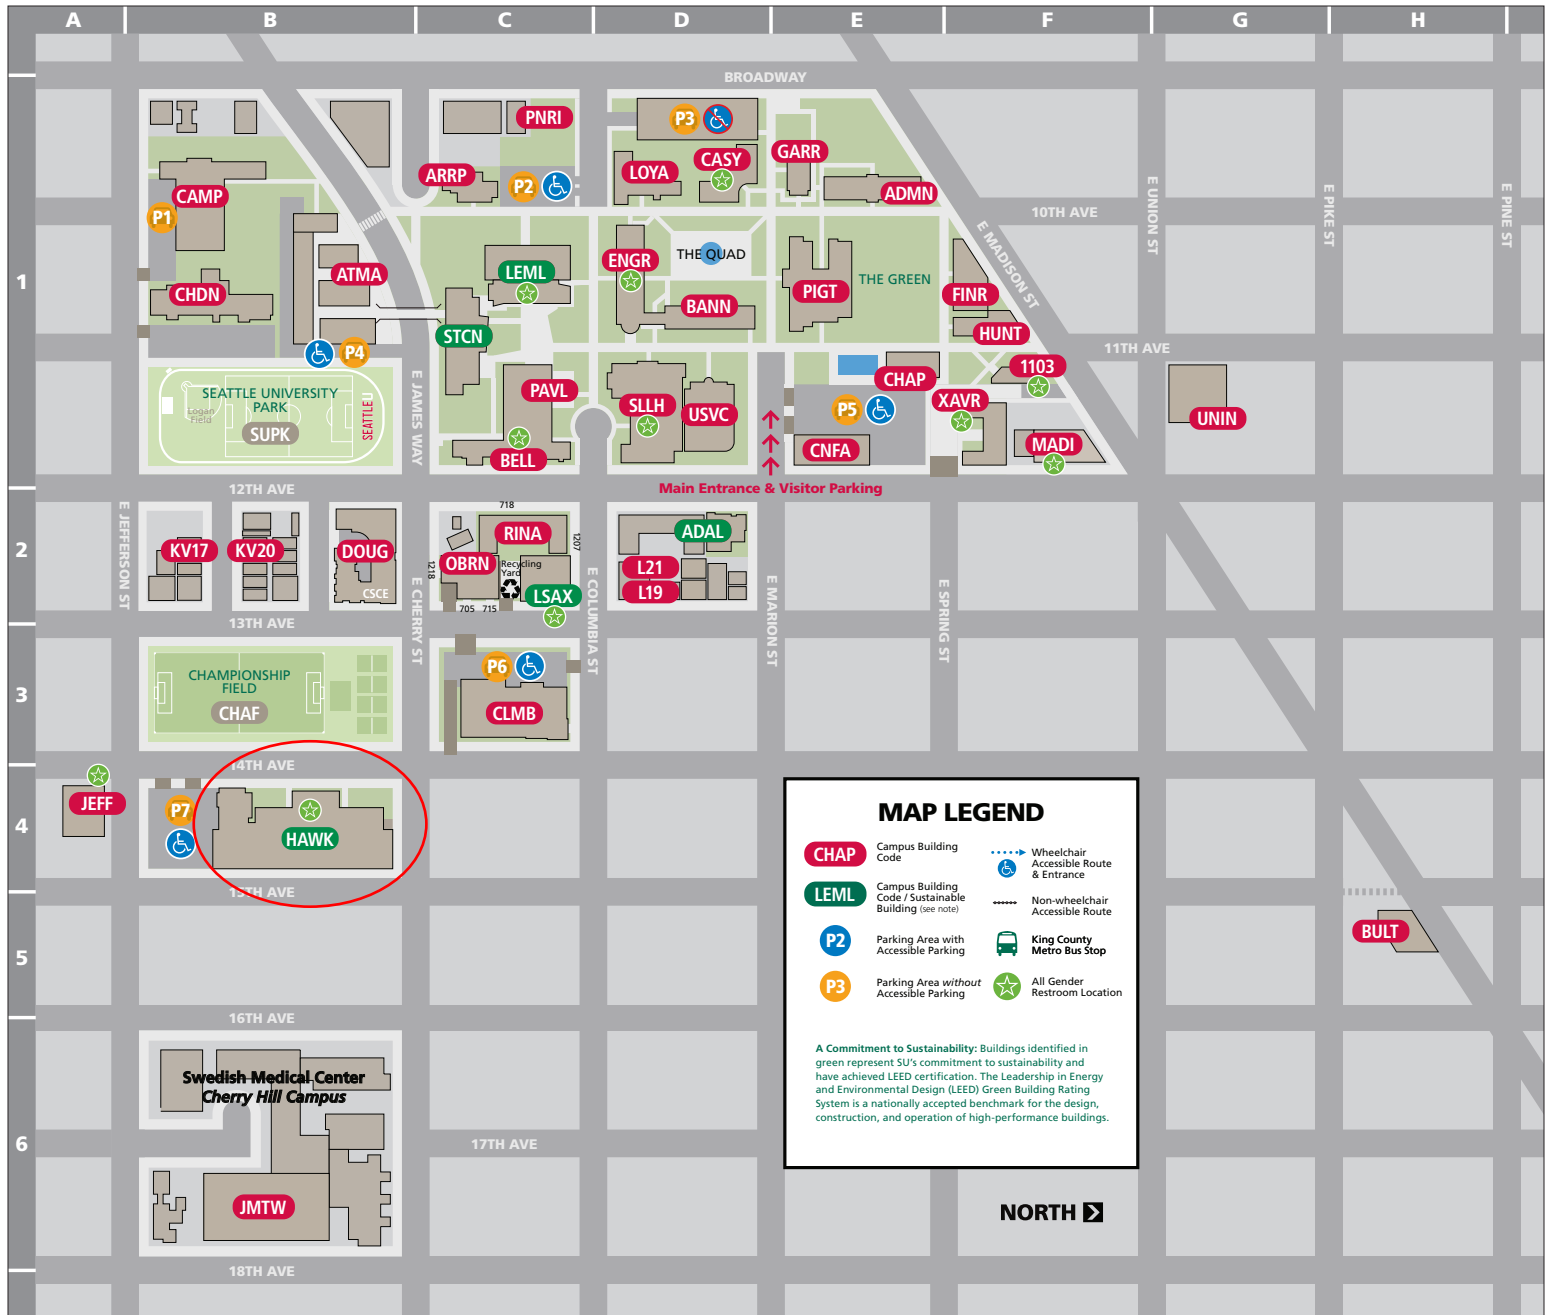 A B C D E F G H
BROADWAY
PNRI
P3
GARR
CASY
LOYA
ARRP
P2
ADMN
CAMP
P1
10TH AVE
E UNION ST
E PIKE ST
E PINE ST
E MADISON ST
THE QUAD
ENGR
LEML
ATMA
1
THE GREEN
PIGT
CHDN
FINR
BANN
HUNT
STCN
11TH AVE
P4
1103
CHAP
PAVL
SEATTLE UNIVERSITY
PARK
Logan
Field
SUPK
SEATTLEU
E JAMES WAY
XAVR
SLLH
USVC
P5
UNIN
MADI
CNFA
BELL
12TH AVE
Main Entrance & Visitor Parking
E JEFFERSON ST
718
RINA
1207
ADAL
2
KV17
KV20
DOUG
OBRN
Recycling
Yard
1218
L21
L19
CSCE
LSAX
705 715
E CHERRY ST
E COLUMBIA ST
E MARION ST
E SPRING ST
13TH AVE
P6
CHAMPIONSHIP
FIELD
3
CHAF
CLMB
14TH AVE
JEFF
P7
4
HAWK
15TH AVE
MAP LEGEND
CHAP
Campus Building
Code
Wheelchair
Accessible Route
& Entrance
LEML
Campus Building
Code / Sustainable
Building (see note)
Non-wheelchair
Accessible Route
P2
Parking Area with
Accessible Parking
King County
Metro Bus Stop
P3
Parking Area without
Accessible Parking
All Gender
Restroom Location
A Commitment to Sustainability: Buildings identified in
green represent SU's commitment to sustainability and
have achieved LEED certification. The Leadership in Energy
and Environmental Design (LEED) Green Building Rating
System is a nationally accepted benchmark for the design,
construction, and operation of high-performance buildings.
BULT
5
16TH AVE
Swedish Medical Center
Cherry Hill Campus
6
17TH AVE
JMTW
NORTH
18TH AVE